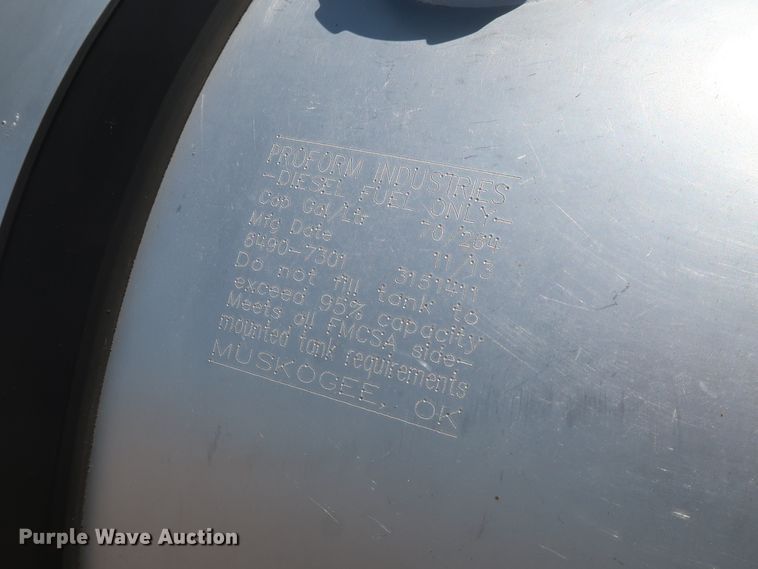 PROFORM INDUSTRIES
-DIESEL FUEL ONLY-
Cap Gal/Ltr 70/264
Mfg Date 11/13
6490-7301 3151411
Do not fill tank to
exceed 95% capacity
Meets all FMCSA side-
mounted tank requirements
MUSKOGEE, OK
Purple Wave Auction